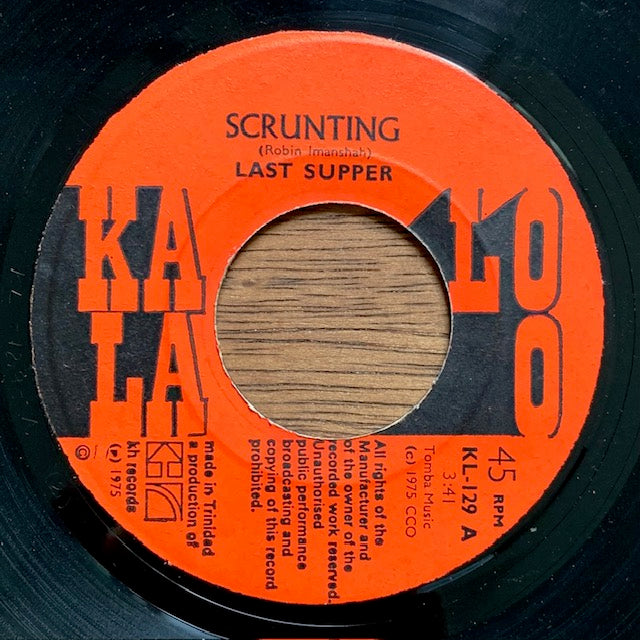 SCRUNTING
(Robin Imanshah)
LAST SUPPER
KA LO
LA O
45 RPM
KL-129 A
3:41
Tomba Music
(c) 1975 CCO
All rights of the
Manufacturer and
of the owner of the
recorded work reserved.
Unauthorised
public performance
broadcasting and
copying of this record
prohibited.
made in Trinidad
a production of
KH
kh records
℗ 1975